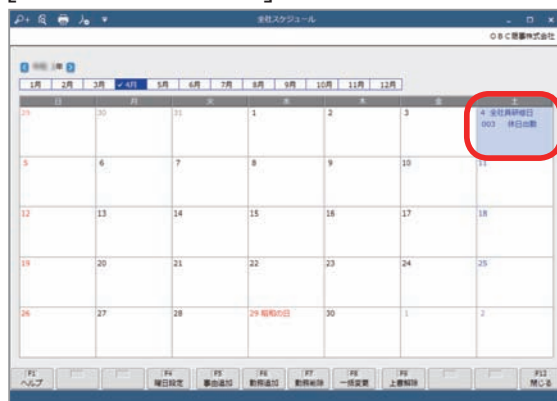 全社スケジュール
OBC商事株式会社
年
1月 2月 3月 ✓4月 5月 6月 7月 8月 9月 10月 11月 12月
日 月 火 水 木 金 土
29 30 31 1 2 3 4 全社員研修日
003 休日出勤
5 6 7 8 9 10 11
12 13 14 15 16 17 18
19 20 21 22 23 24 25
26 27 28 29 昭和の日 30 1 2
F1 F4 F5 F6 F7 F8 F9 F12
ヘルプ 曜日設定 事由追加 勤務追加 勤務削除 一括変更 上書解除 閉じる